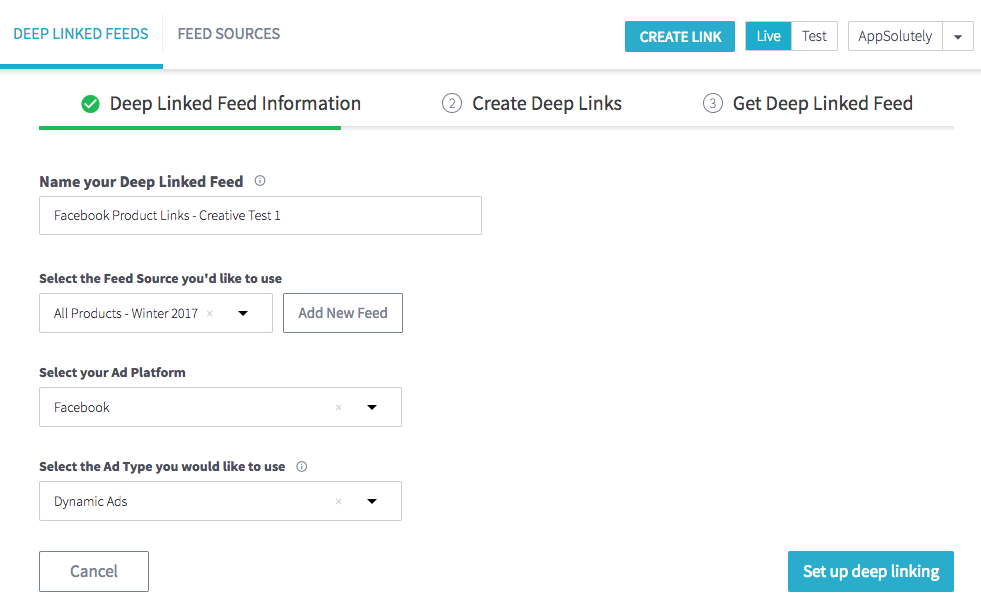 DEEP LINKED FEEDS FEED SOURCES CREATE LINK Live Test AppSolutely
Deep Linked Feed Information 2 Create Deep Links 3 Get Deep Linked Feed
Name your Deep Linked Feed
Facebook Product Links - Creative Test 1
Select the Feed Source you'd like to use
All Products - Winter 2017 × Add New Feed
Select your Ad Platform
Facebook ×
Select the Ad Type you would like to use
Dynamic Ads ×
Cancel Set up deep linking